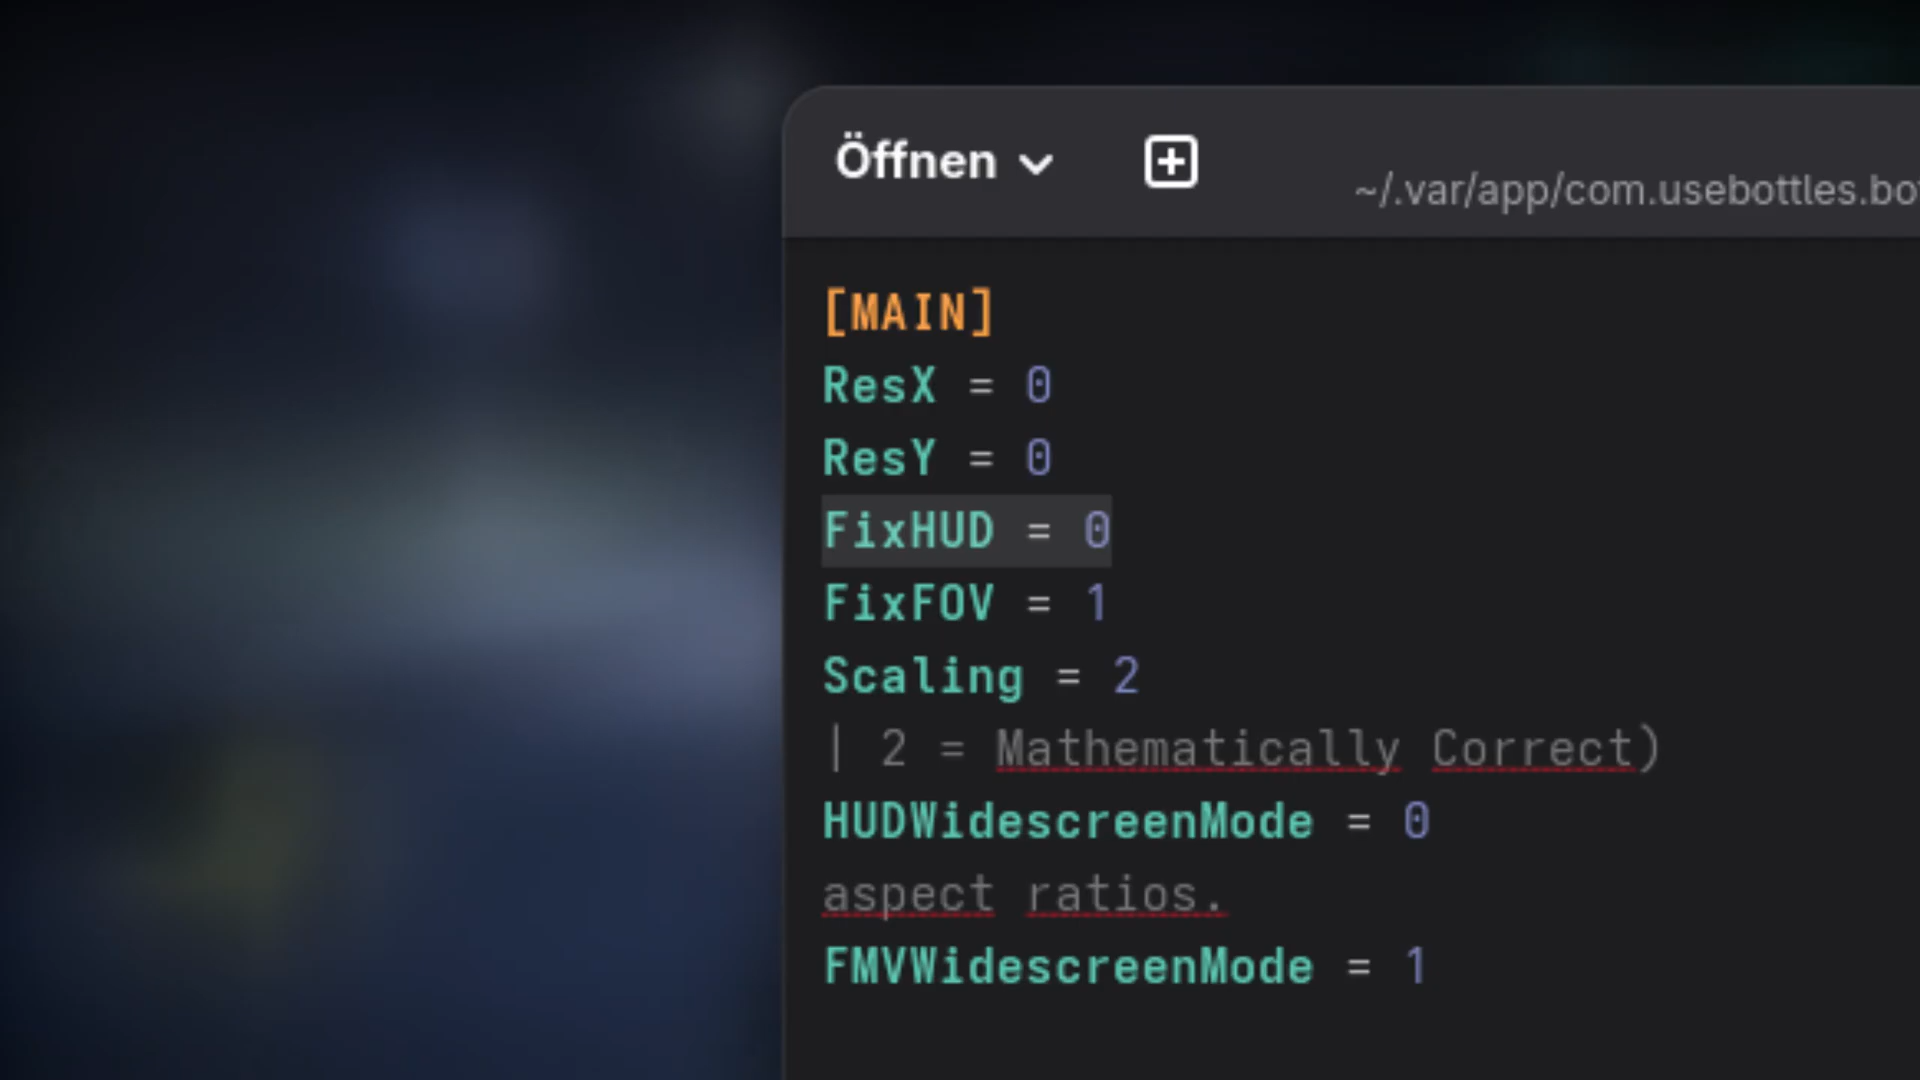 Öffnen
~/.var/app/com.usebottles.bo
[MAIN]
ResX = 0
ResY = 0
FixHUD = 0
FixFOV = 1
Scaling = 2
| 2 = Mathematically Correct)
HUDWidescreenMode = 0
aspect ratios.
FMVWidescreenMode = 1